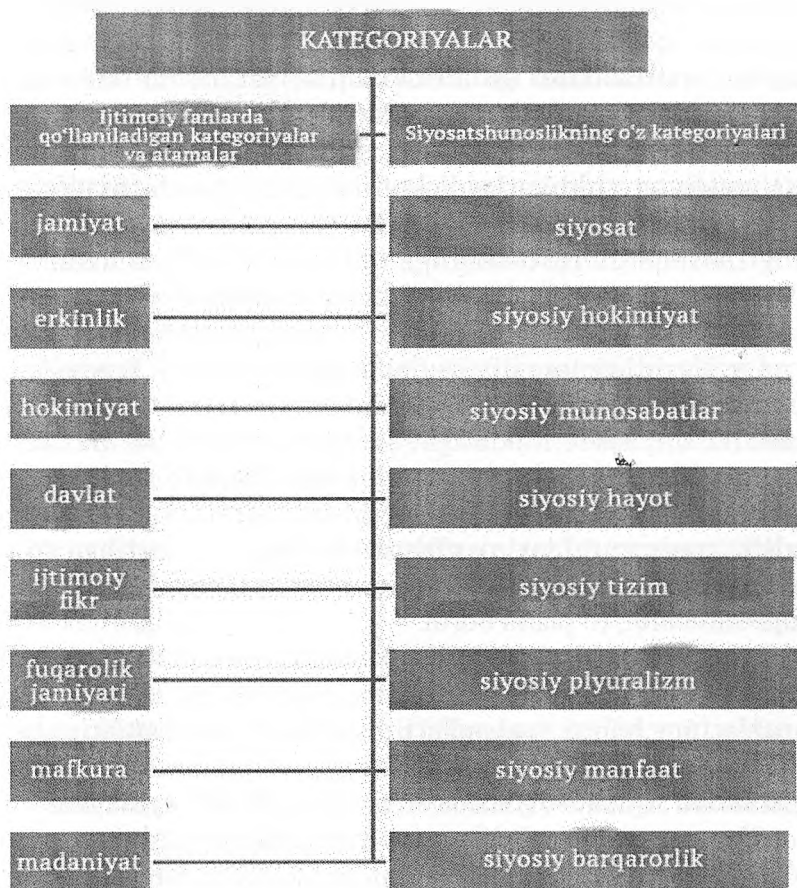 KATEGORIYALAR
Ijtimoiy fanlarda
qo‘llaniladigan kategoriyalar
va atamalar
Siyosatshunoslikning o‘z kategoriyalari
jamiyat
siyosat
erkinlik
siyosiy hokimiyat
hokimiyat
siyosiy munosabatlar
davlat
siyosiy hayot
ijtimoiy
fikr
siyosiy tizim
fuqarolik
jamiyati
siyosiy plyuralizm
mafkura
siyosiy manfaat
madaniyat
siyosiy barqarorlik